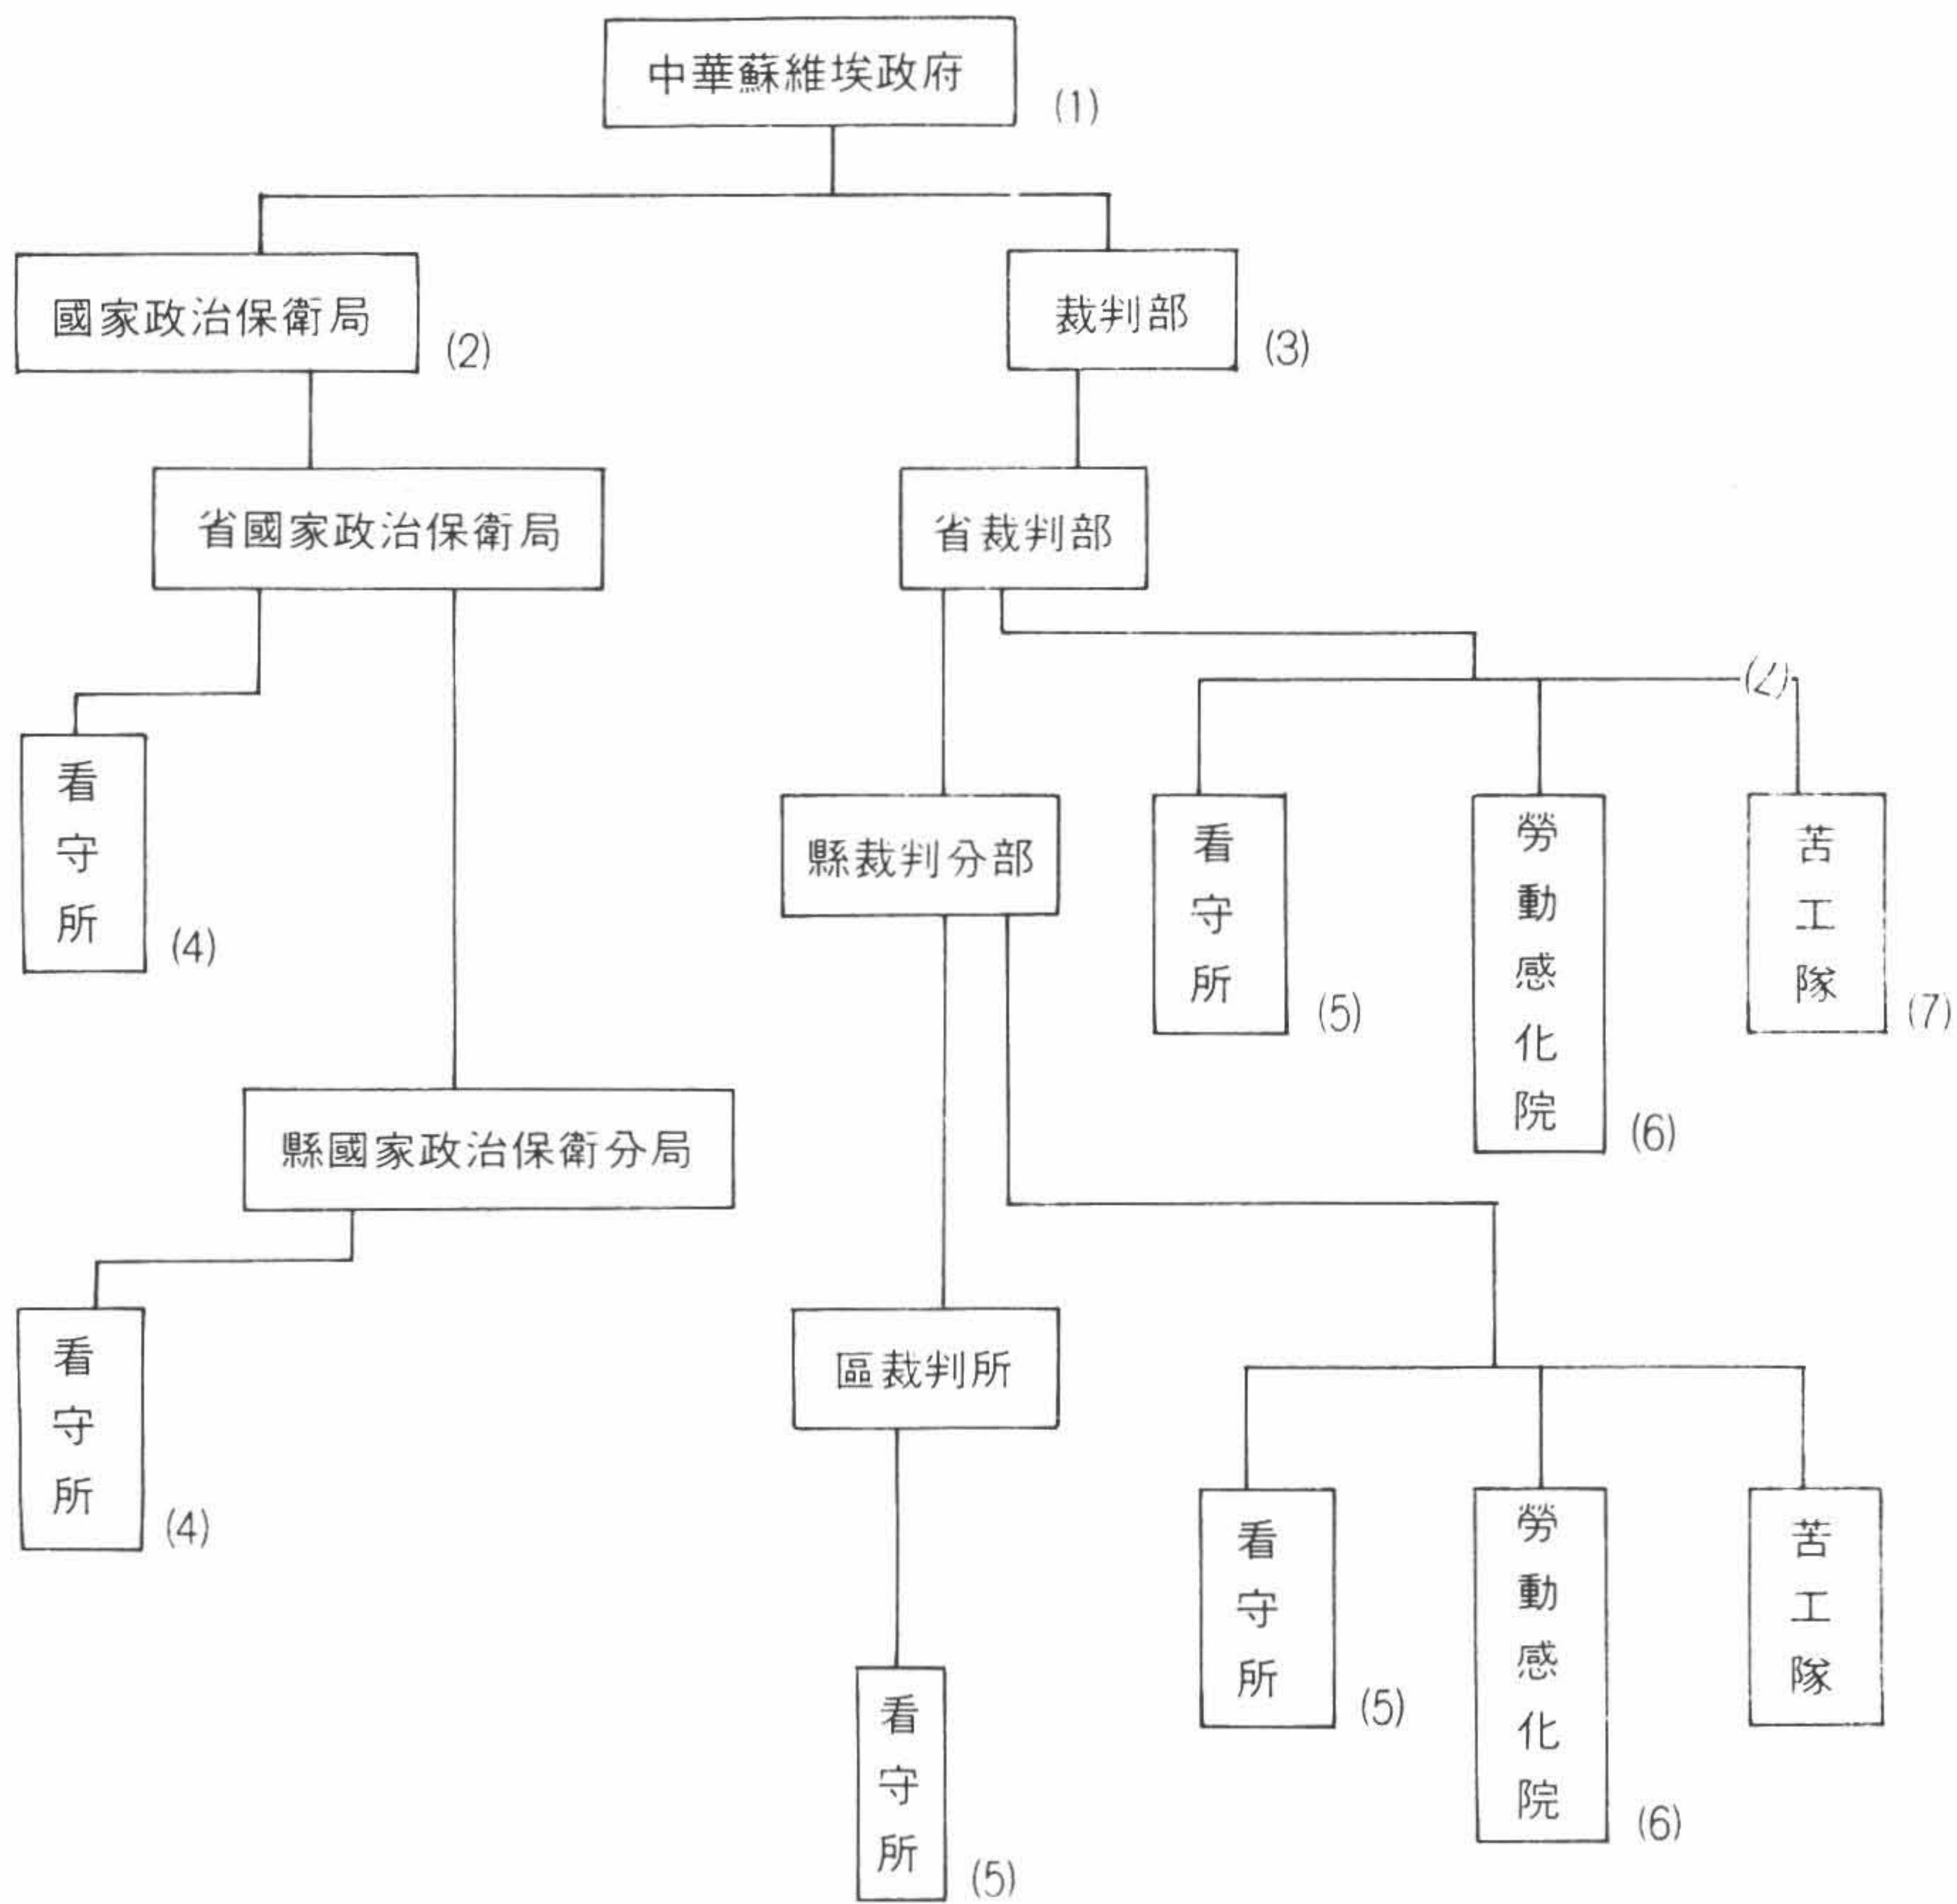 中華蘇維埃政府
(1)
國家政治保衛局
(2)
裁判部
(3)
省國家政治保衛局
省裁判部
(2)
看守所
(4)
縣裁判分部
看守所
(5)
勞動感化院
(6)
苦工隊
(7)
縣國家政治保衛分局
看守所
(4)
區裁判所
看守所
(5)
看守所
(5)
勞動感化院
(6)
苦工隊